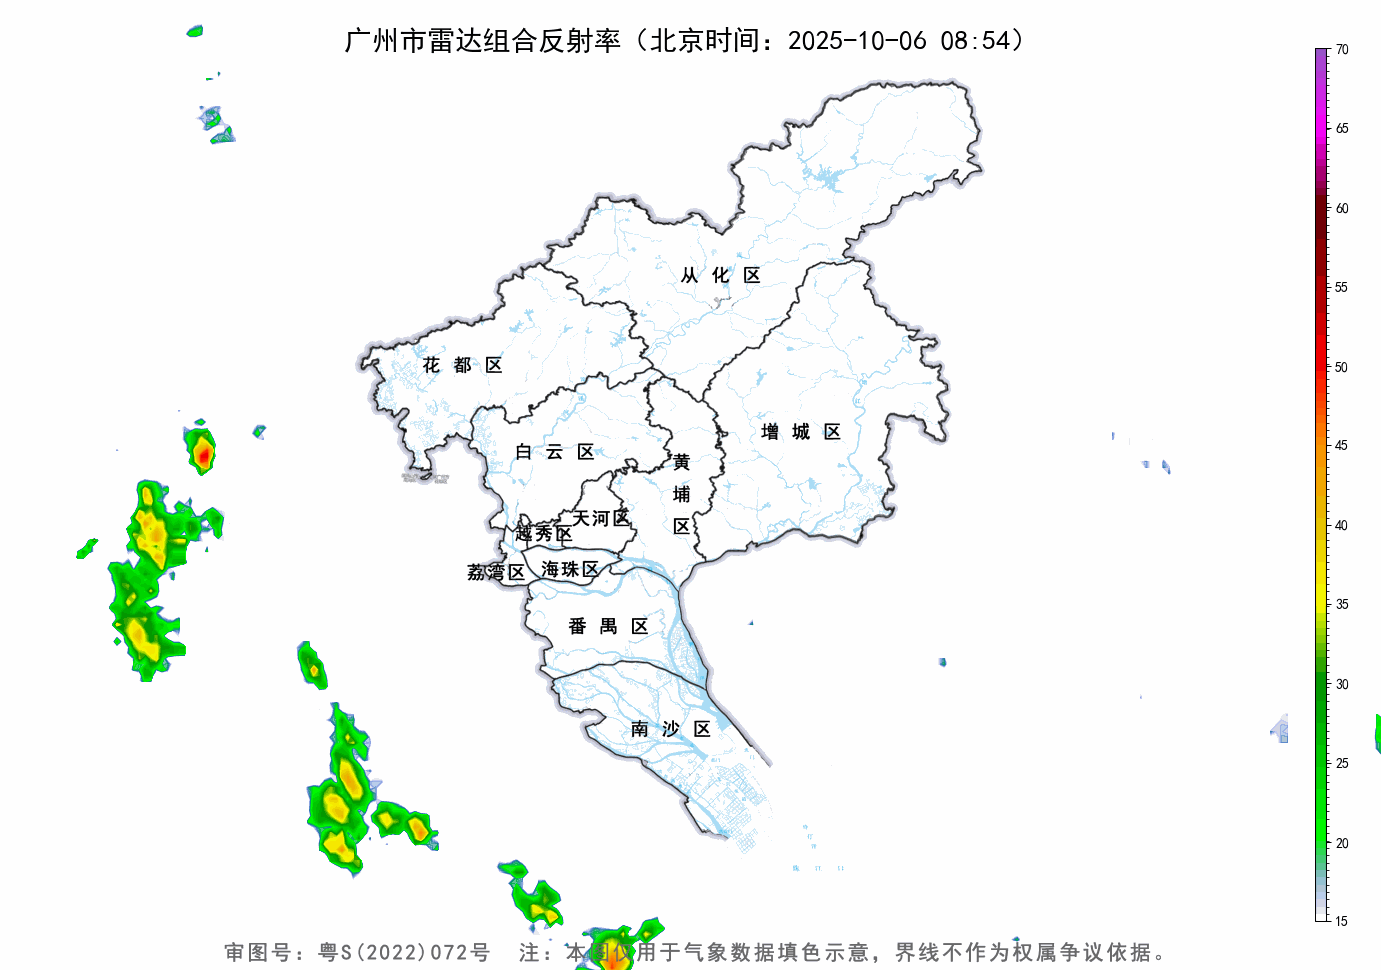 广州市雷达组合反射率（北京时间：2025-10-06 08:54）
70
65
60
55
50
45
40
35
30
25
20
15
从化区
花都区
增城区
白云区
黄埔区
天河区
越秀区
海珠区
荔湾区
番禺区
南沙区
审图号：粤S(2022)072号 注：本图仅用于气象数据填色示意，界线不作为权属争议依据。